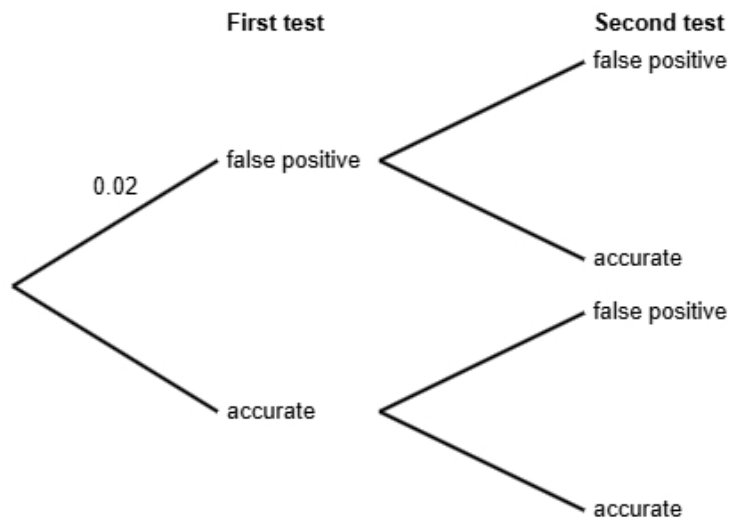 First test
Second test
false positive
false positive
0.02
accurate
false positive
accurate
accurate